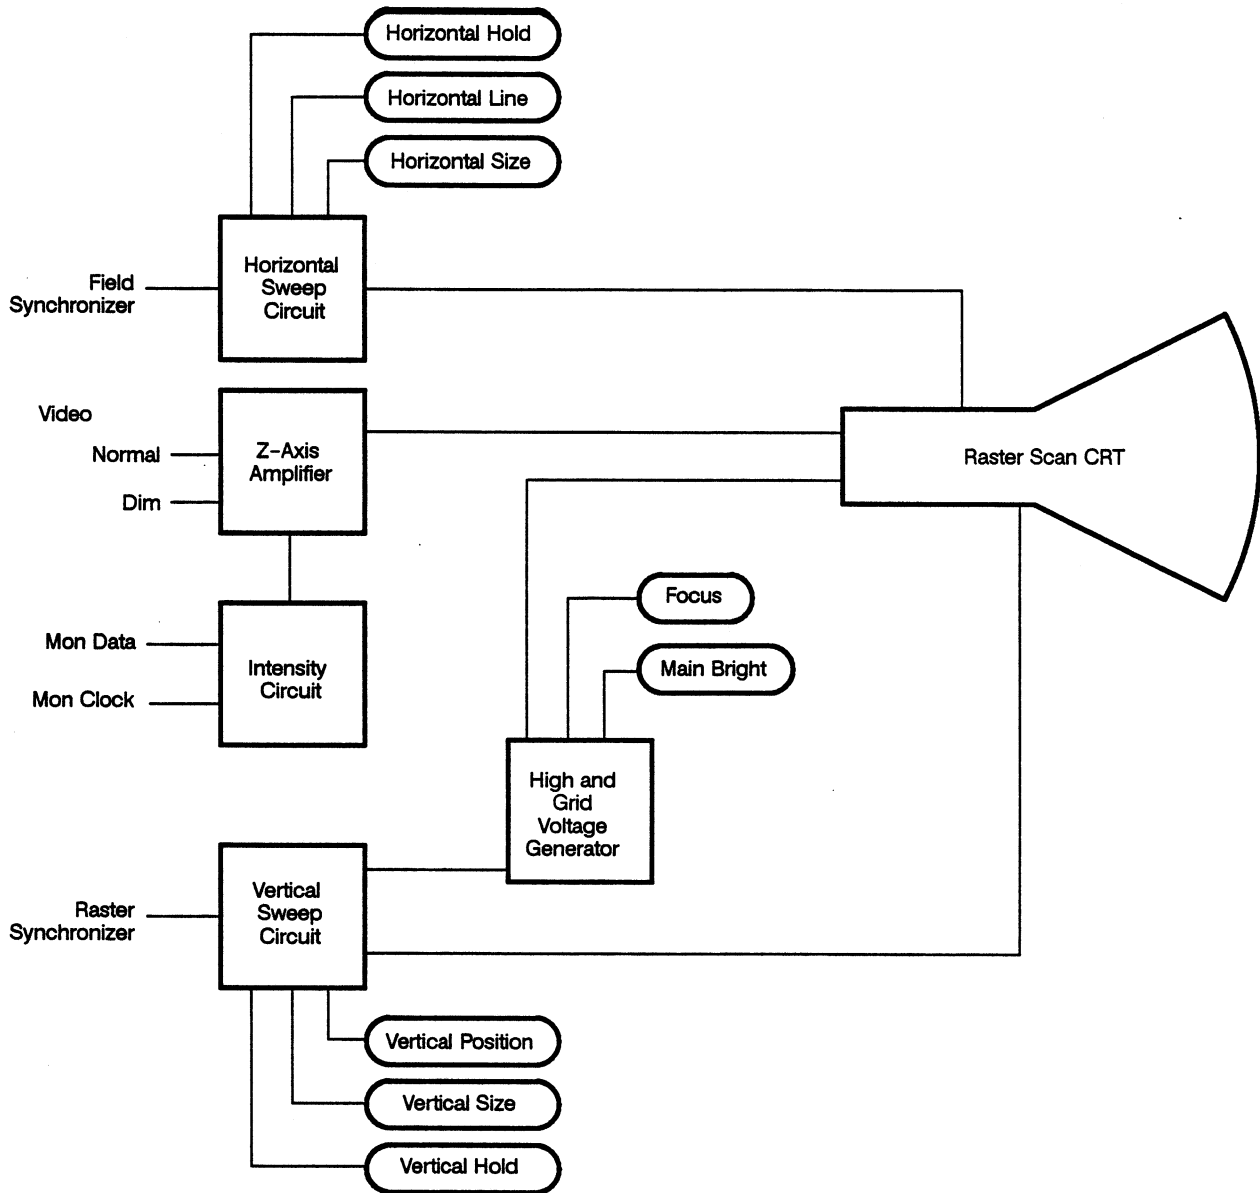 Horizontal Hold
Horizontal Line
Horizontal Size
Horizontal
Sweep
Circuit
Field
Synchronizer
Video
Normal
Dim
Z-Axis
Amplifier
Raster Scan CRT
Focus
Main Bright
Mon Data
Mon Clock
Intensity
Circuit
High and
Grid
Voltage
Generator
Vertical
Sweep
Circuit
Raster
Synchronizer
Vertical Position
Vertical Size
Vertical Hold